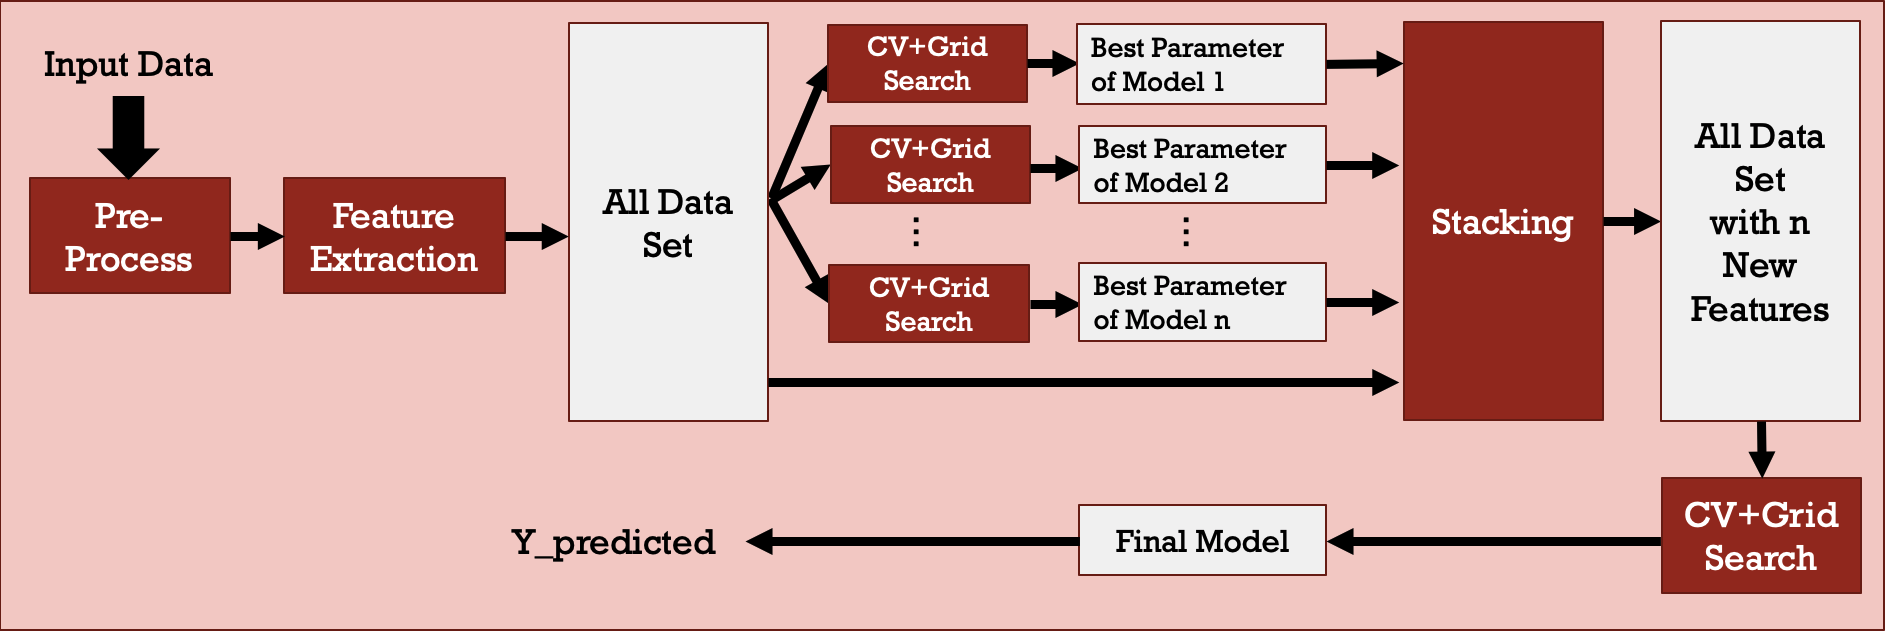 Input Data
Pre-
Process
Feature
Extraction
All Data
Set
CV+Grid
Search
Best Parameter
of Model 1
CV+Grid
Search
Best Parameter
of Model 2
CV+Grid
Search
Best Parameter
of Model n
Stacking
All Data
Set
with n
New
Features
CV+Grid
Search
Final Model
Y_predicted